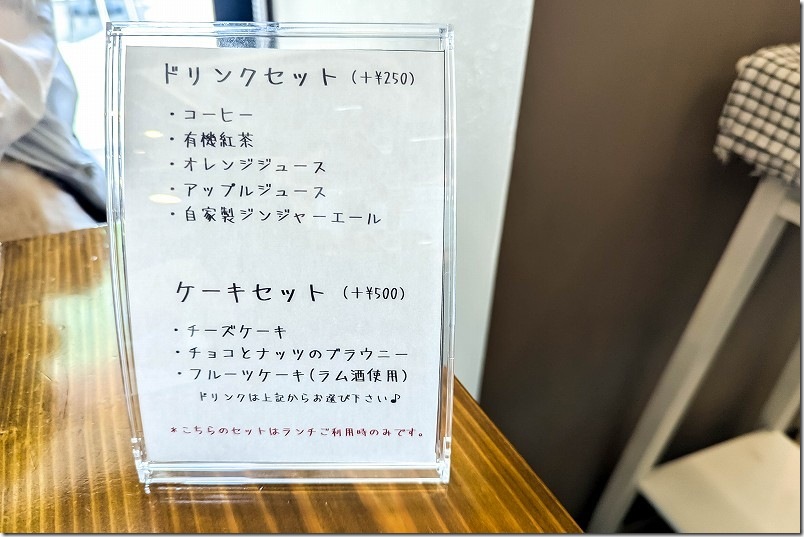 ドリンクセット (+¥250)
・コーヒー
・有機紅茶
・オレンジジュース
・アップルジュース
・自家製ジンジャーエール
ケーキセット (+¥500)
・チーズケーキ
・チョコとナッツのブラウニー
・フルーツケーキ(ラム酒使用)
ドリンクは上記からお選び下さい♪
*こちらのセットはランチご利用時のみです。